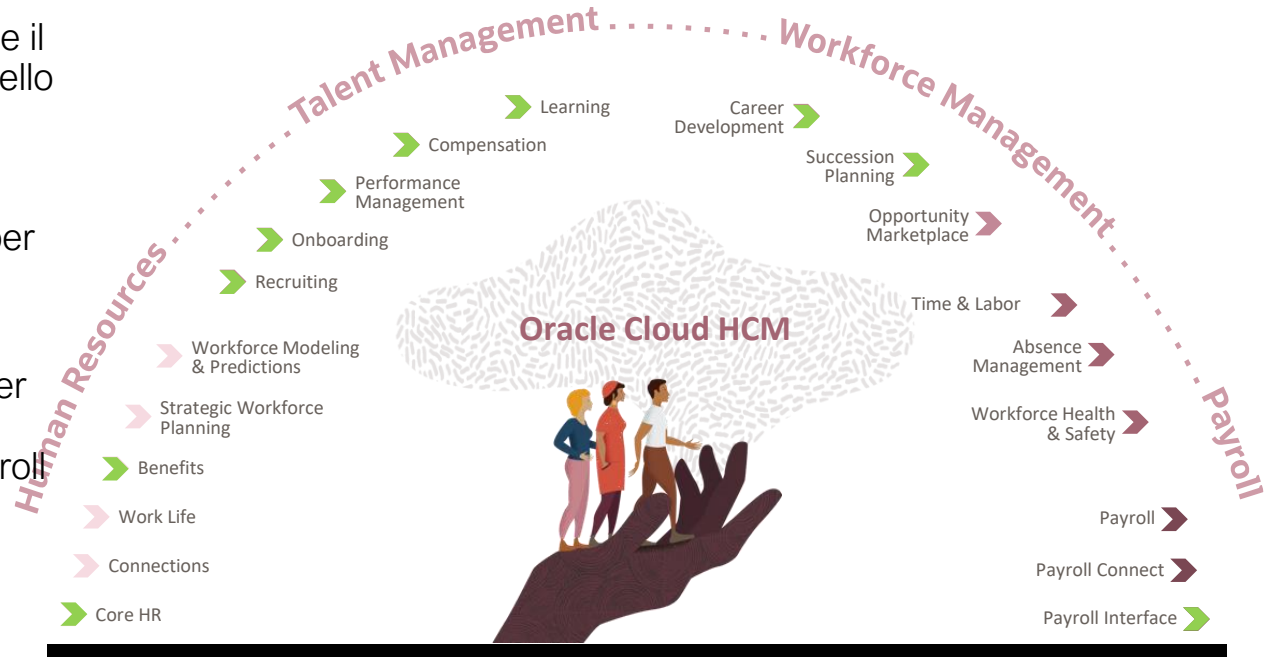 e il
ello
per
er
roll
Human Resources
Talent Management
Workforce Management
Payroll
Learning
Compensation
Performance
Management
Onboarding
Recruiting
Workforce Modeling
& Predictions
Strategic Workforce
Planning
Benefits
Work Life
Connections
Core HR
Oracle Cloud HCM
Career
Development
Succession
Planning
Opportunity
Marketplace
Time & Labor
Absence
Management
Workforce Health
& Safety
Payroll
Payroll Connect
Payroll Interface